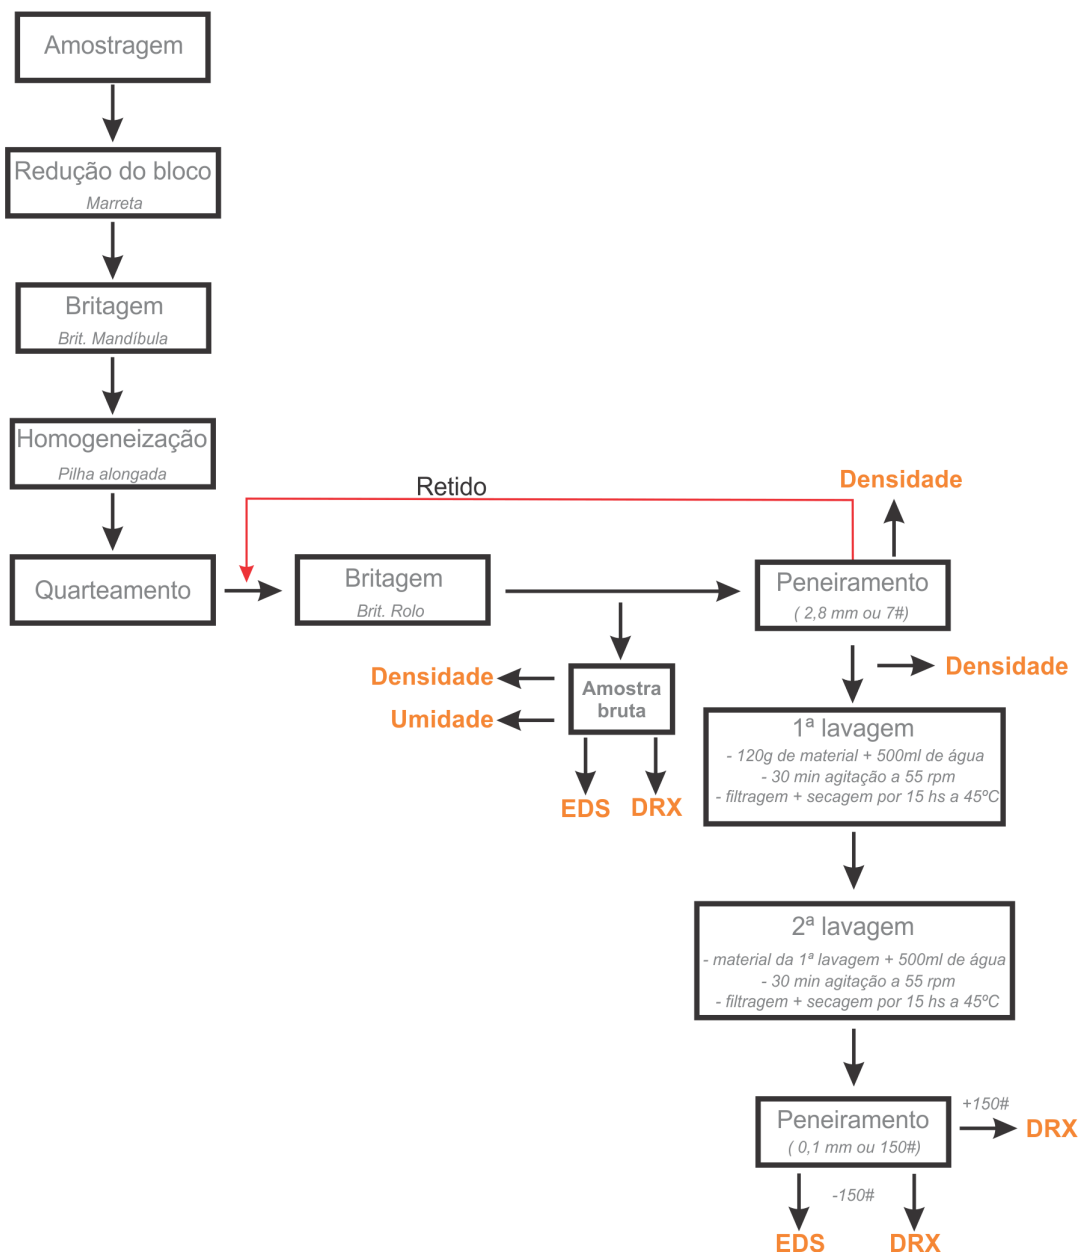 Amostragem
Redução do bloco
Marreta
Britagem
Brit. Mandíbula
Homogeneização
Pilha alongada
Quarteamento
Retido
Britagem
Brit. Rolo
Densidade
Peneiramento
( 2,8 mm ou 7#)
Densidade
Densidade
Umidade
Amostra
bruta
EDS
DRX
1ª lavagem
- 120g de material + 500ml de água
- 30 min agitação a 55 rpm
- filtragem + secagem por 15 hs a 45ºC
2ª lavagem
- material da 1ª lavagem + 500ml de água
- 30 min agitação a 55 rpm
- filtragem + secagem por 15 hs a 45ºC
Peneiramento
( 0,1 mm ou 150#)
+150#
DRX
-150#
EDS
DRX